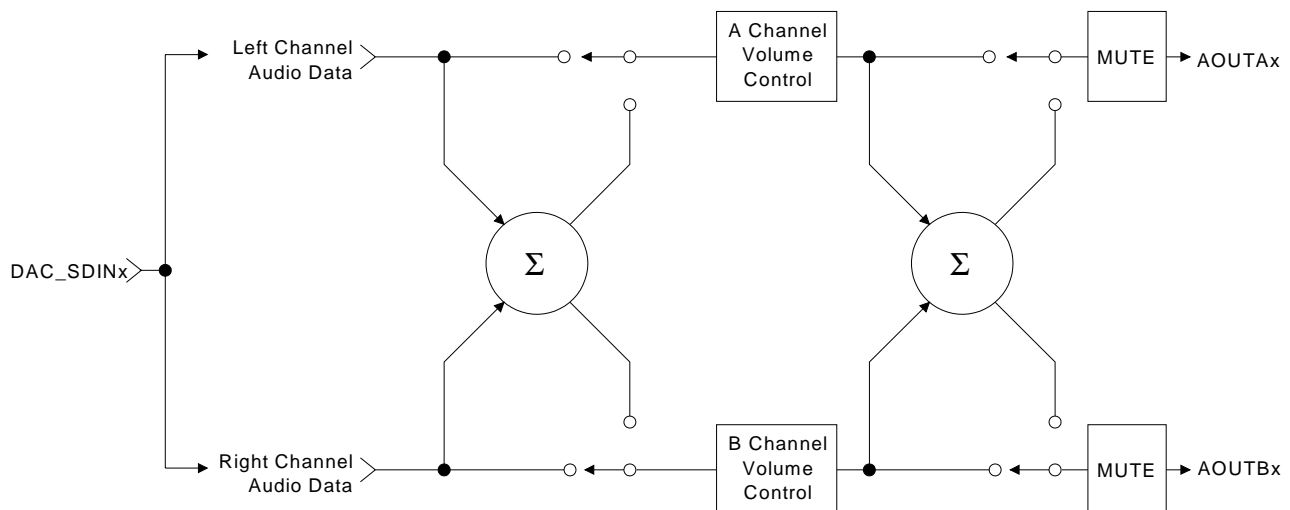 Left Channel
Audio Data
A Channel
Volume
Control
MUTE
AOUTAx
Σ
Σ
DAC_SDINx
Right Channel
Audio Data
B Channel
Volume
Control
MUTE
AOUTBx